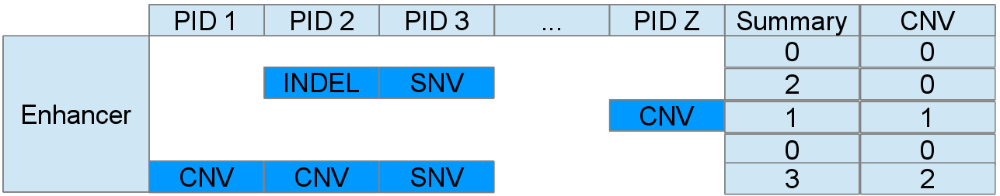 PID 1 PID 2 PID 3 ... PID Z Summary CNV
0 0
INDEL SNV 2 0
Enhancer CNV 1 1
0 0
CNV CNV SNV 3 2